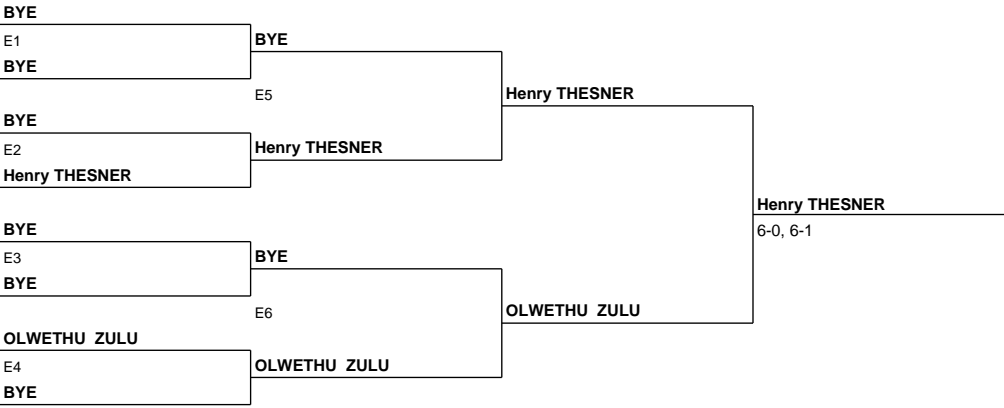 BYE
E1
BYE
BYE
E5
Henry THESNER
BYE
E2
Henry THESNER
Henry THESNER
Henry THESNER
6-0, 6-1
BYE
E3
BYE
BYE
E6
OLWETHU ZULU
OLWETHU ZULU
E4
OLWETHU ZULU
BYE